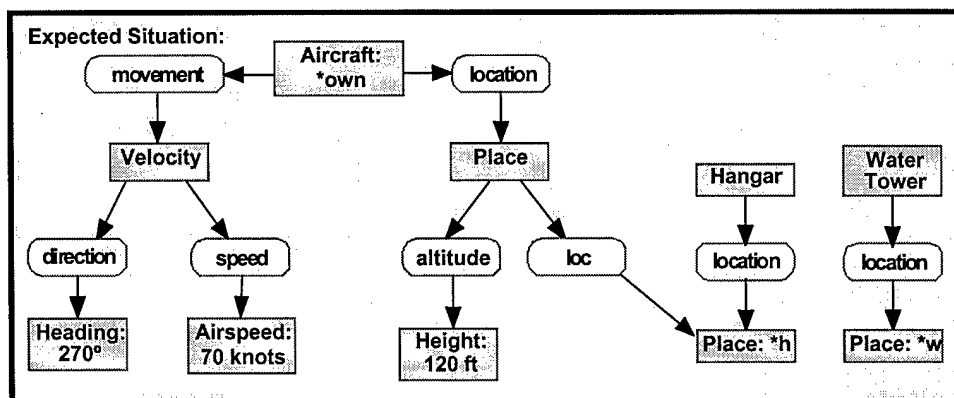 Expected Situation:
movement
Aircraft:
*own
location
Velocity
Place
Hangar
Water
Tower
direction
speed
altitude
loc
location
location
Heading:
270º
Airspeed:
70 knots
Height:
120 ft
Place: *h
Place: *w